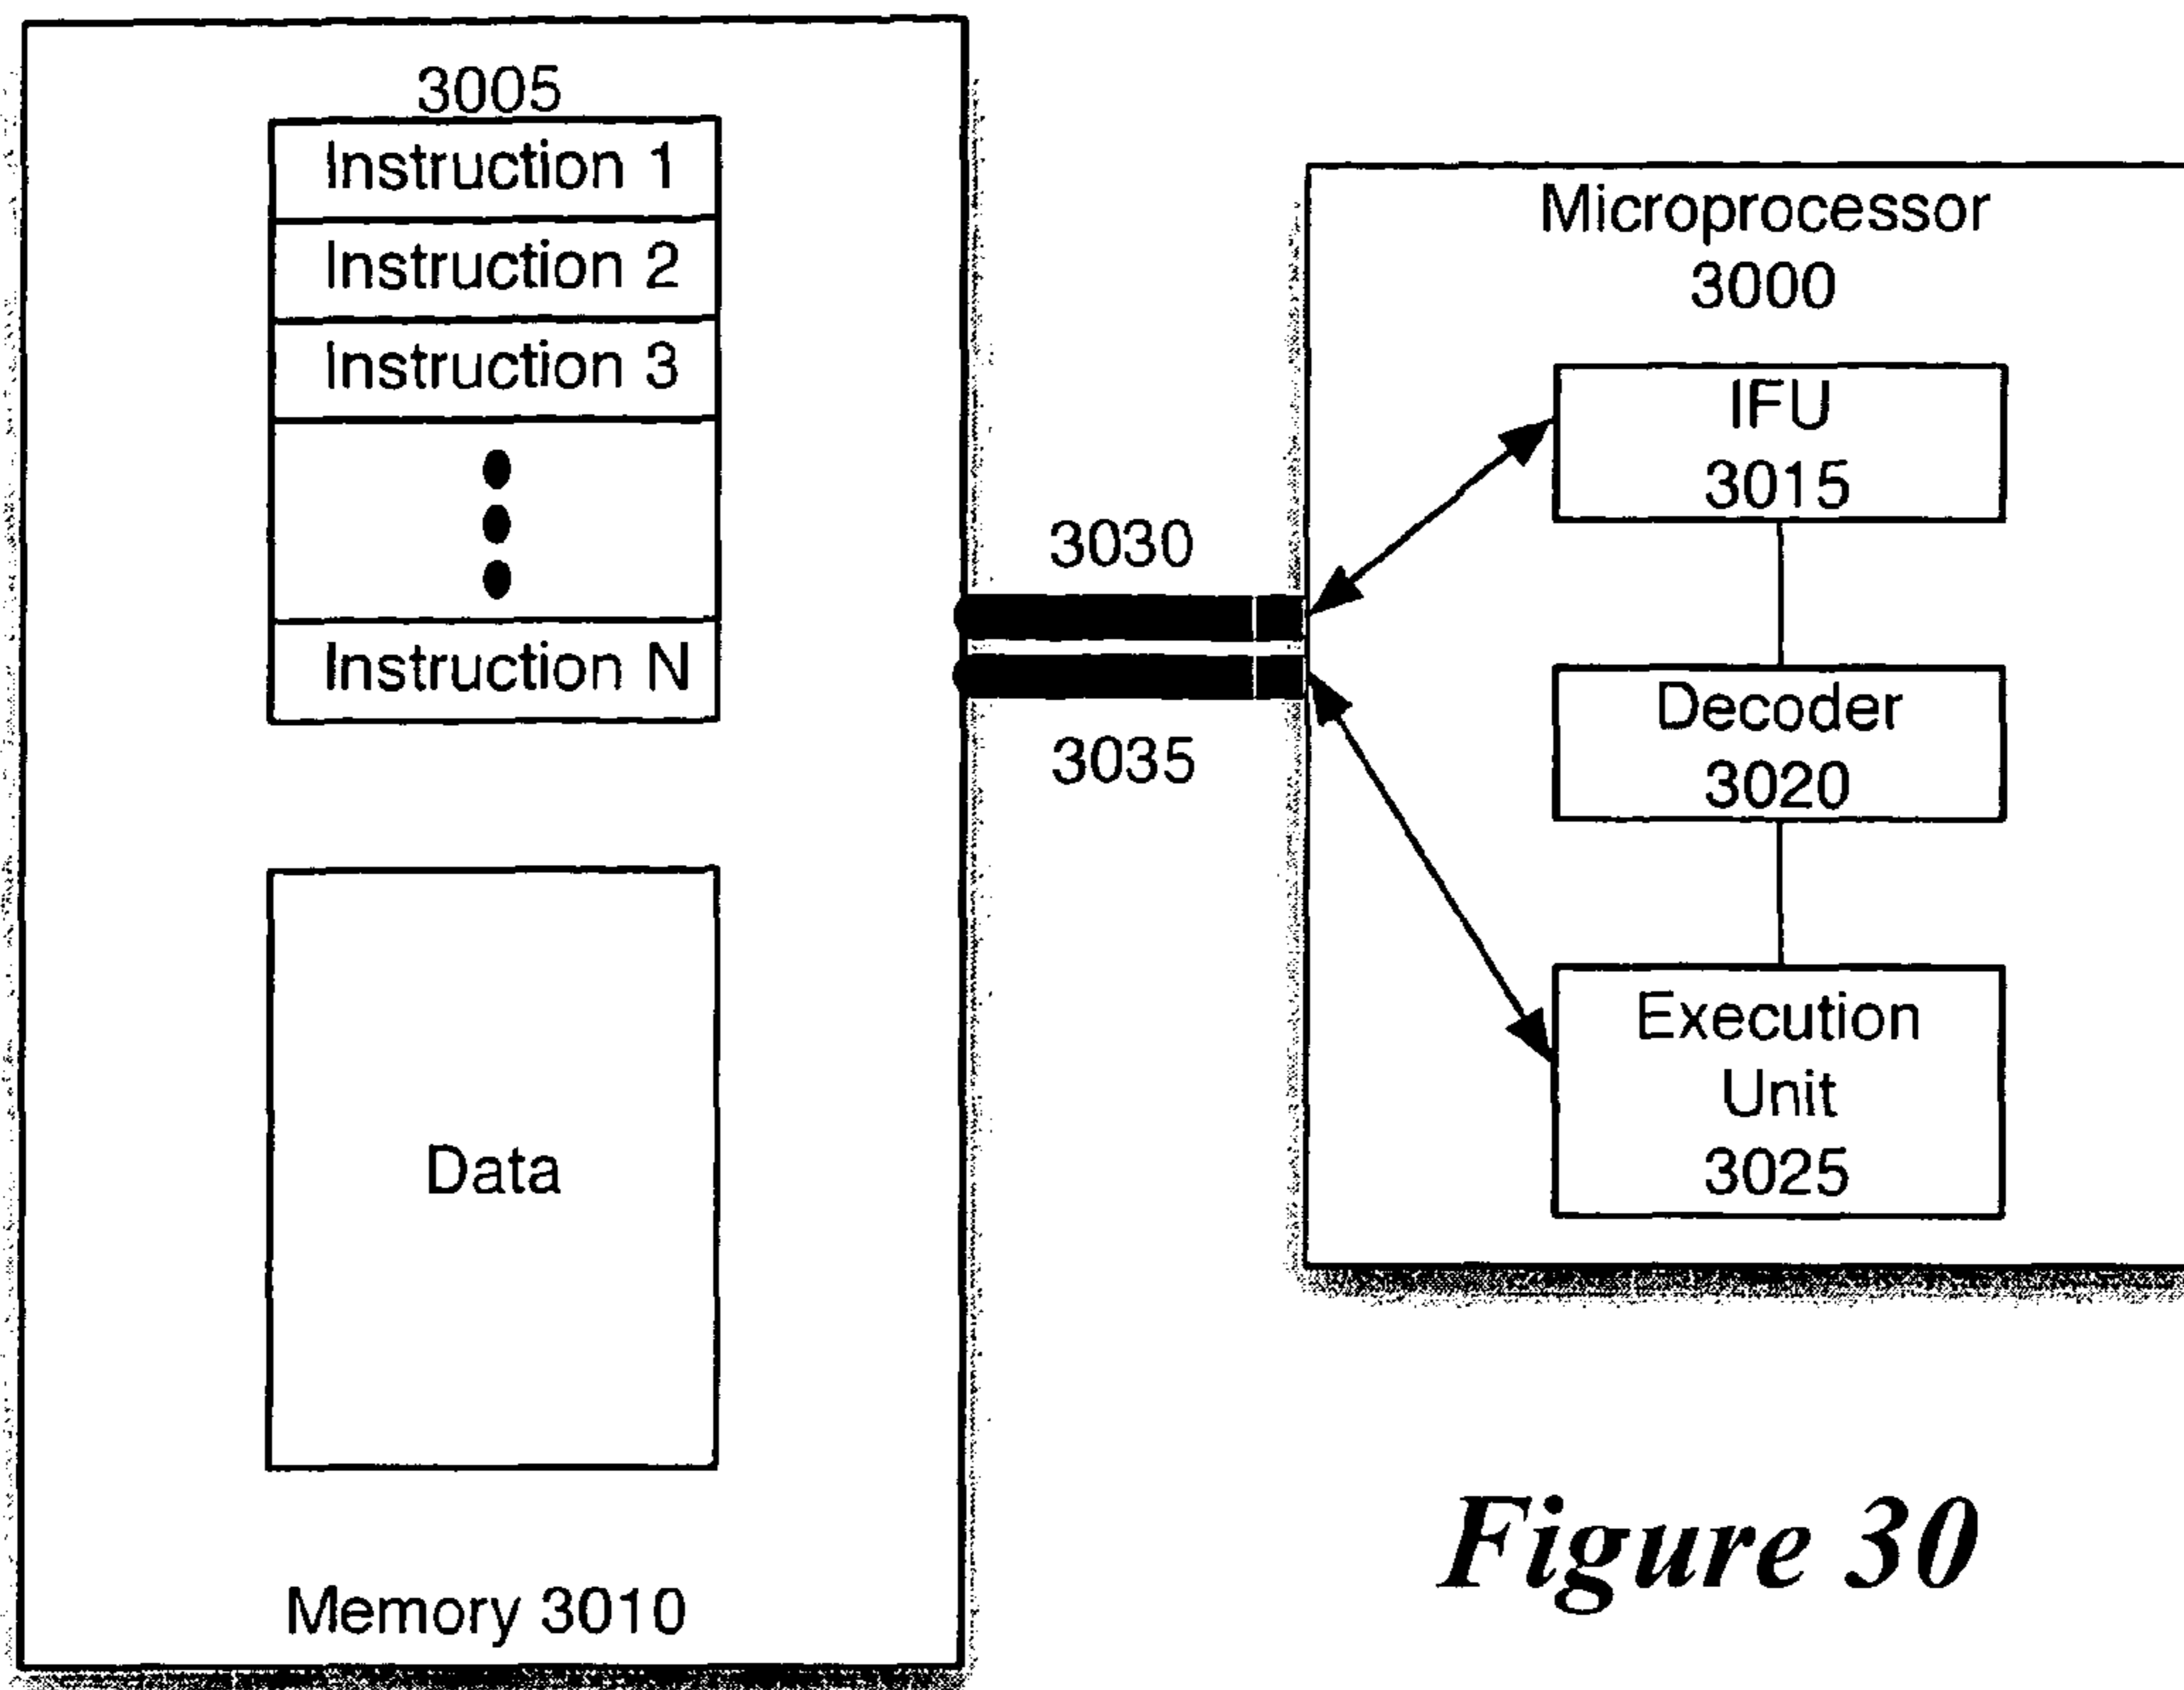 3005
Instruction 1
Instruction 2
Instruction 3
Instruction N
Data
Memory 3010
3030
3035
Microprocessor
3000
IFU
3015
Decoder
3020
Execution
Unit
3025
Figure 30